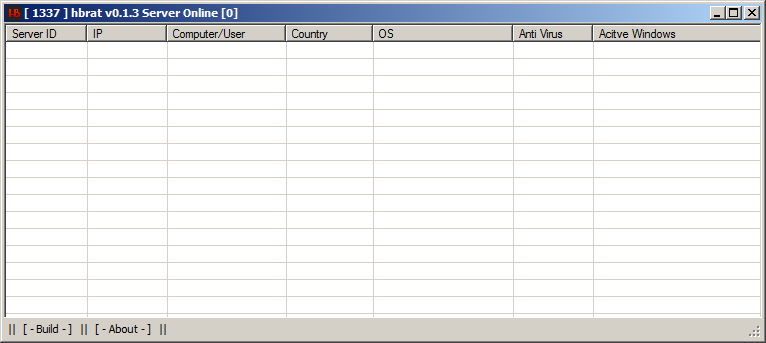 [ 1337 ] hbrat v0.1.3 Server Online [0]
Server ID IP Computer/User Country OS Anti Virus Acitve Windows
|| [ - Build - ] || [ - About - ] ||